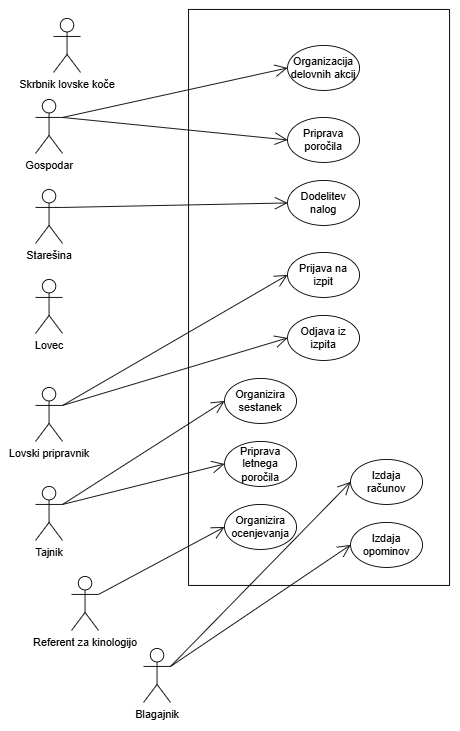 Organizacija
delovnih akcij
Skrbnik lovske koče
Priprava
poročila
Gospodar
Dodelitev
nalog
Starešina
Prijava na
izpit
Lovec
Odjava iz
izpita
Organizira
sestanek
Lovski pripravnik
Priprava
letnega
poročila
Izdaja
računov
Organizira
ocenjevanja
Izdaja
opominov
Tajnik
Referent za kinologijo
Blagajnik